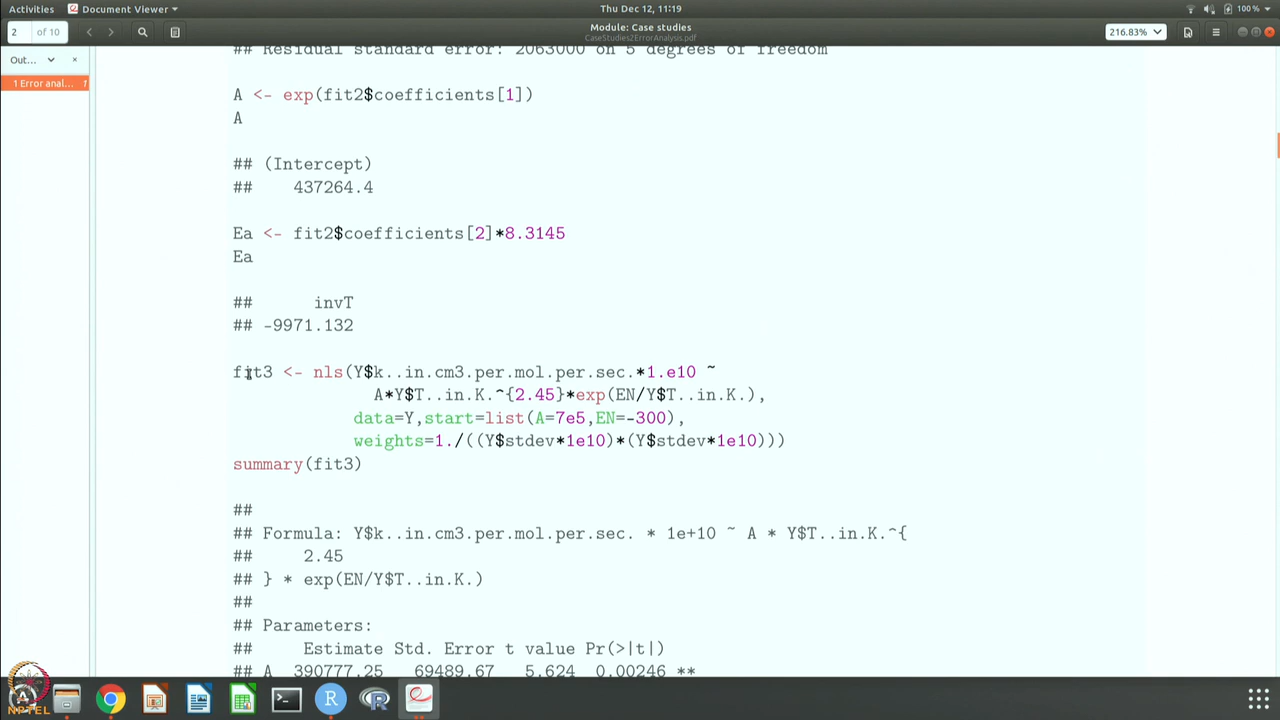 Activities Document Viewer Thu Dec 12, 11:19 100 %
2 of 10 Module: Case studies 216.83%
CaseStudies2ErrorAnalysis.pdf
Out... ×
1 Error anal...
## Residual standard error: 2063000 on 5 degrees of freedom
A <- exp(fit2$coefficients[1])
A
## (Intercept)
## 437264.4
Ea <- fit2$coefficients[2]*8.3145
Ea
## invT
## -9971.132
fit3 <- nls(Y$k..in.cm3.per.mol.per.sec.*1.e10 ~
A*Y$T..in.K.^{2.45}*exp(EN/Y$T..in.K.),
data=Y,start=list(A=7e5,EN=-300),
weights=1./((Y$stdev*1e10)*(Y$stdev*1e10)))
summary(fit3)
##
## Formula: Y$k..in.cm3.per.mol.per.sec. * 1e+10 ~ A * Y$T..in.K.^{
## 2.45
## } * exp(EN/Y$T..in.K.)
##
## Parameters:
## Estimate Std. Error t value Pr(>|t|)
## A 390777.25 69489.67 5.624 0.00246 **
NPTEL